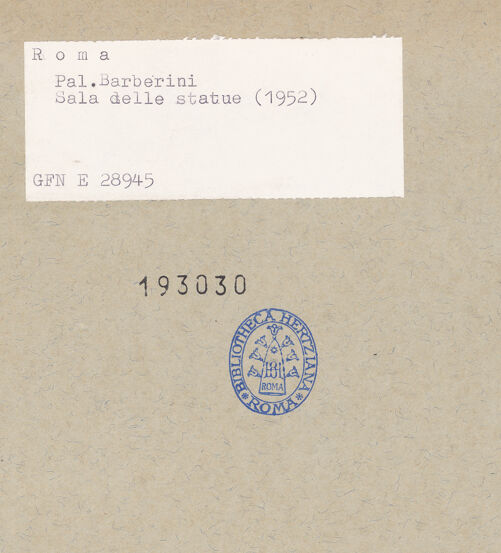 Roma
Pal.Barberini
Sala delle statue (1952)
GFN E 28945
193030
BIBLIOTHECA HERTZIANA
ROMA
ROMA